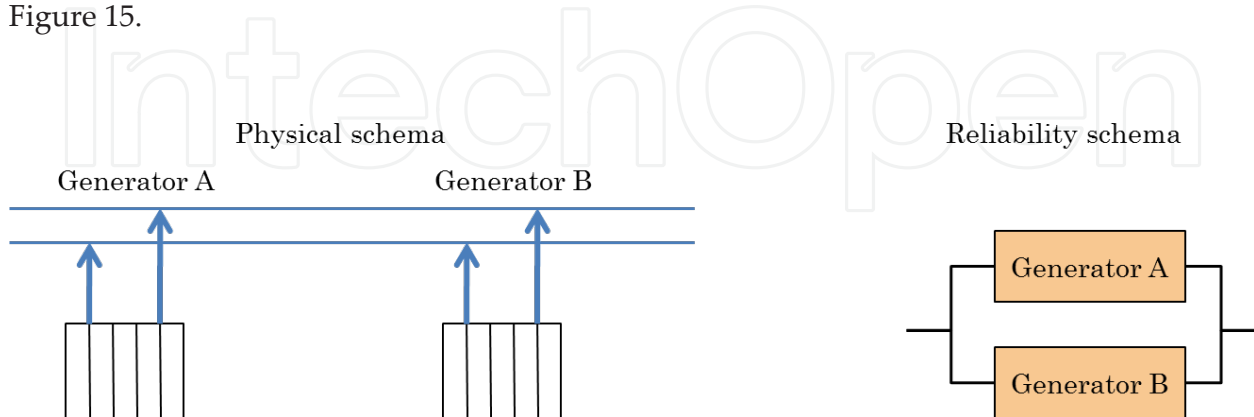 Figure 15.
IntechOpen
Physical schema
Reliability schema
Generator A
Generator B
Generator A
Generator B